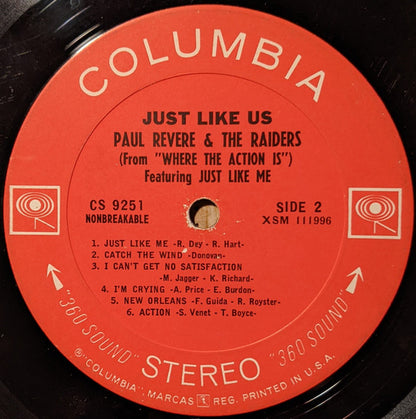 COLUMBIA
JUST LIKE US
PAUL REVERE & THE RAIDERS
(From "WHERE THE ACTION IS")
Featuring JUST LIKE ME
CS 9251
NONBREAKABLE
SIDE 2
XSM 111996
1. JUST LIKE ME -R. Dey - R. Hart-
2. CATCH THE WIND -Donovan-
3. I CAN'T GET NO SATISFACTION
-M. Jagger - K. Richard-
4. I'M CRYING -A. Price - E. Burdon-
5. NEW ORLEANS -F. Guida - R. Royster-
6. ACTION -S. Venet - T. Boyce-
"360 SOUND" STEREO "360 SOUND"
®"COLUMBIA", MARCAS REG. PRINTED IN U.S.A.